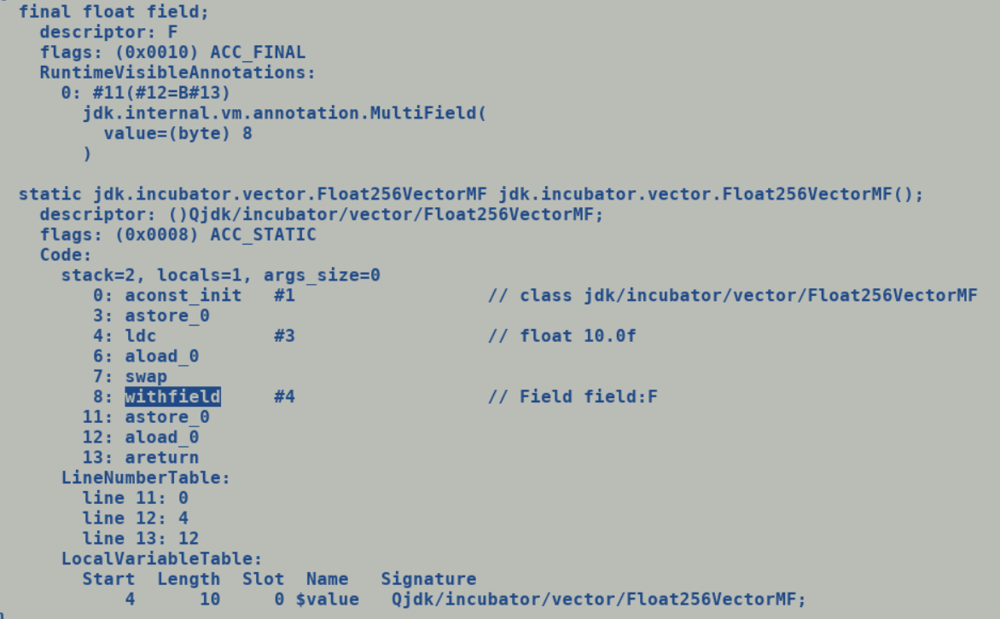 final float field;
  descriptor: F
  flags: (0x0010) ACC_FINAL
  RuntimeVisibleAnnotations:
    0: #11(#12=B#13)
      jdk.internal.vm.annotation.MultiField(
        value=(byte) 8
      )

static jdk.incubator.vector.Float256VectorMF jdk.incubator.vector.Float256VectorMF();
  descriptor: ()Qjdk/incubator/vector/Float256VectorMF;
  flags: (0x0008) ACC_STATIC
  Code:
    stack=2, locals=1, args_size=0
       0: aconst_init   #1                  // class jdk/incubator/vector/Float256VectorMF
       3: astore_0
       4: ldc           #3                  // float 10.0f
       6: aload_0
       7: swap
       8: withfield     #4                  // Field field:F
      11: astore_0
      12: aload_0
      13: areturn
    LineNumberTable:
      line 11: 0
      line 12: 4
      line 13: 12
    LocalVariableTable:
      Start  Length  Slot  Name   Signature
          4      10     0 $value   Qjdk/incubator/vector/Float256VectorMF;